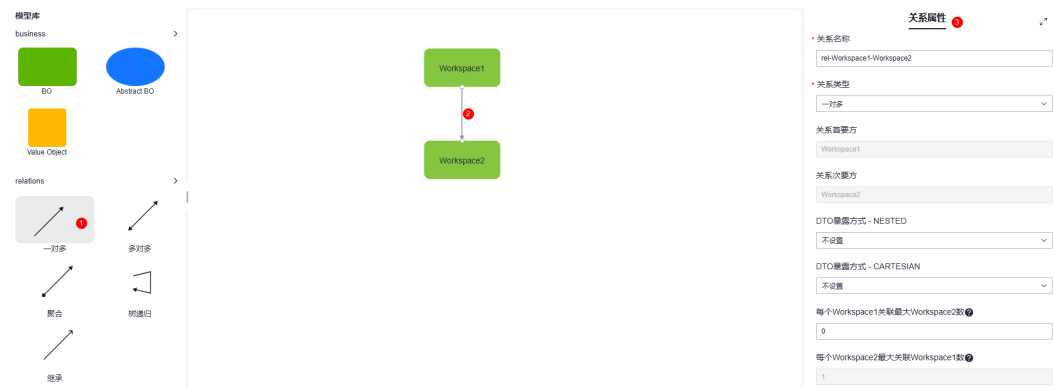 模型库
business
BO
Abstract BO
Value Object
relations
1
一对多
多对多
聚合
树递归
继承
Workspace1
2
Workspace2
关系属性 3
* 关系名称
rel-Workspace1-Workspace2
* 关系类型
一对多
关系首要方
Workspace1
关系次要方
Workspace2
DTO暴露方式 - NESTED
不设置
DTO暴露方式 - CARTESIAN
不设置
每个Workspace1关联最大Workspace2数?
0
每个Workspace2最大关联Workspace1数?
1